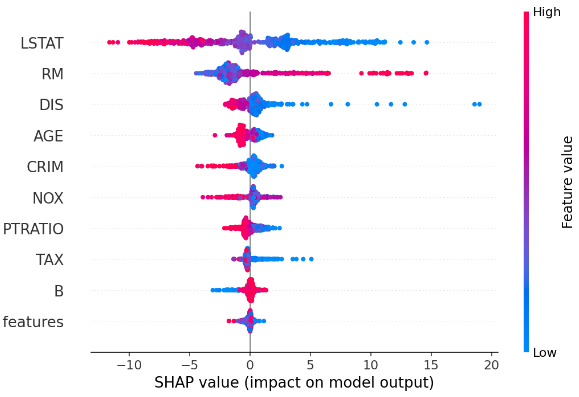 High
LSTAT
RM
DIS
AGE
CRIM
NOX
PTRATIO
TAX
B
features
Feature value
Low
−10 −5 0 5 10 15 20
SHAP value (impact on model output)